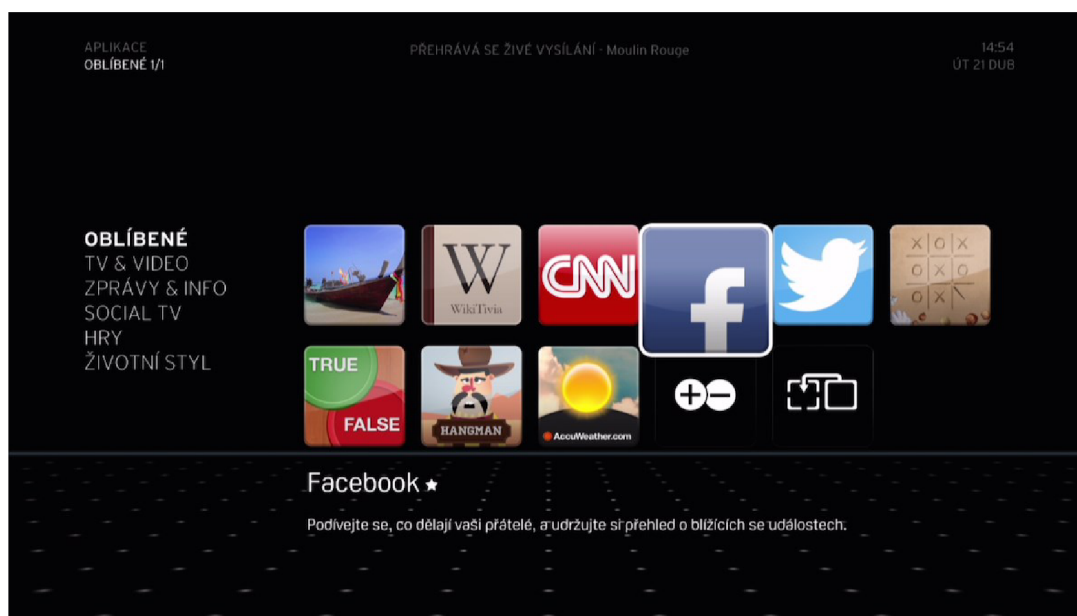 APLIKACE
OBLÍBENÉ 1/1
PŘEHRÁVÁ SE ŽIVÉ VYSÍLÁNÍ - Moulin Rouge
14:54
ÚT 21 DUB
OBLÍBENÉ
TV & VIDEO
ZPRÁVY & INFO
SOCIAL TV
HRY
ŽIVOTNÍ STYL
W
WikiTivia
CNN
f
X O X
O X O
O X \
TRUE
FALSE
HANGMAN
AccuWeather.com
Facebook ★
Podívejte se, co dělají vaši přátelé, a udržujte si přehled o blížících se událostech.